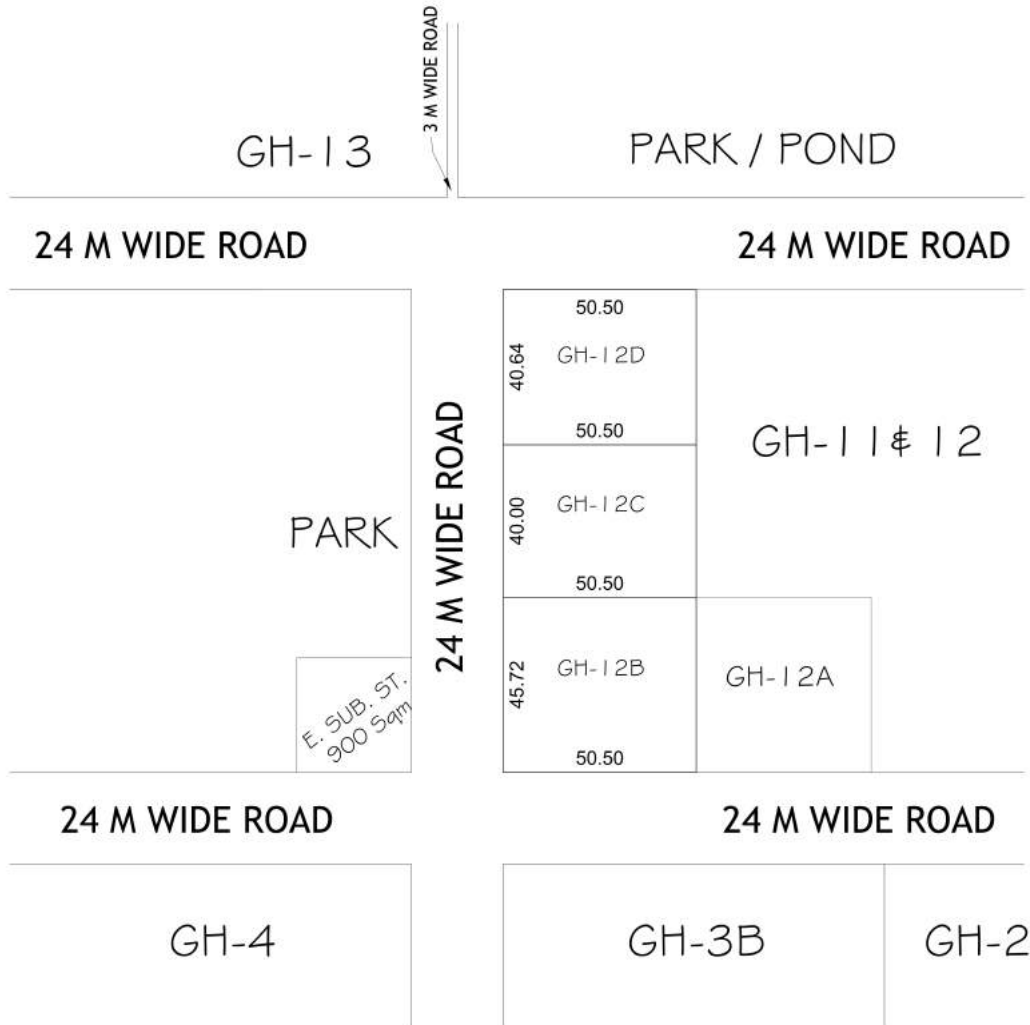 3 M WIDE ROAD
GH-13
PARK / POND
24 M WIDE ROAD
24 M WIDE ROAD
50.50
40.64
GH-12D
50.50
24 M WIDE ROAD
GH-11& 12
40.00
GH-12C
PARK
50.50
45.72
GH-12B
GH-12A
E. SUB. ST.
900 Sqm
50.50
24 M WIDE ROAD
24 M WIDE ROAD
GH-4
GH-3B
GH-2